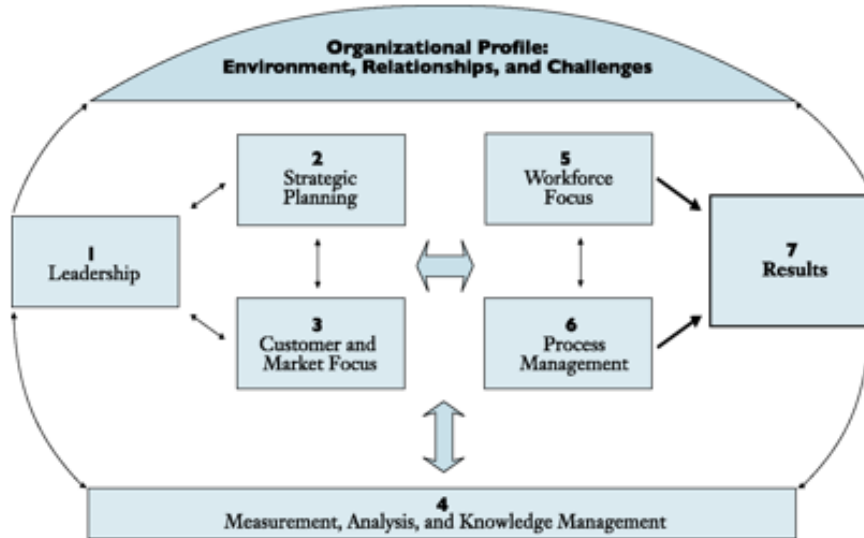 Organizational Profile:
Environment, Relationships, and Challenges
2
Strategic
Planning
5
Workforce
Focus
1
Leadership
7
Results
3
Customer and
Market Focus
6
Process
Management
4
Measurement, Analysis, and Knowledge Management